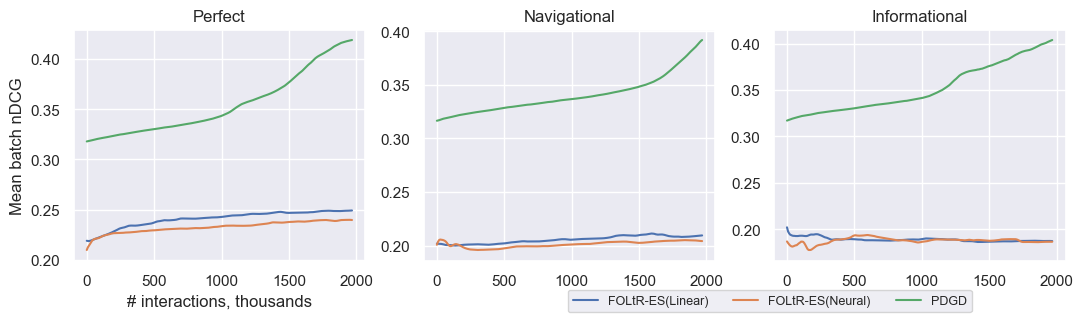 Perfect
Navigational
Informational
Mean batch nDCG
0.40
0.35
0.30
0.25
0.20
0.40
0.35
0.30
0.25
0.20
0.40
0.35
0.30
0.25
0.20
0 500 1000 1500 2000
0 500 1000 1500 2000
0 500 1000 1500 2000
# interactions, thousands
FOLtR-ES(Linear) FOLtR-ES(Neural) PDGD